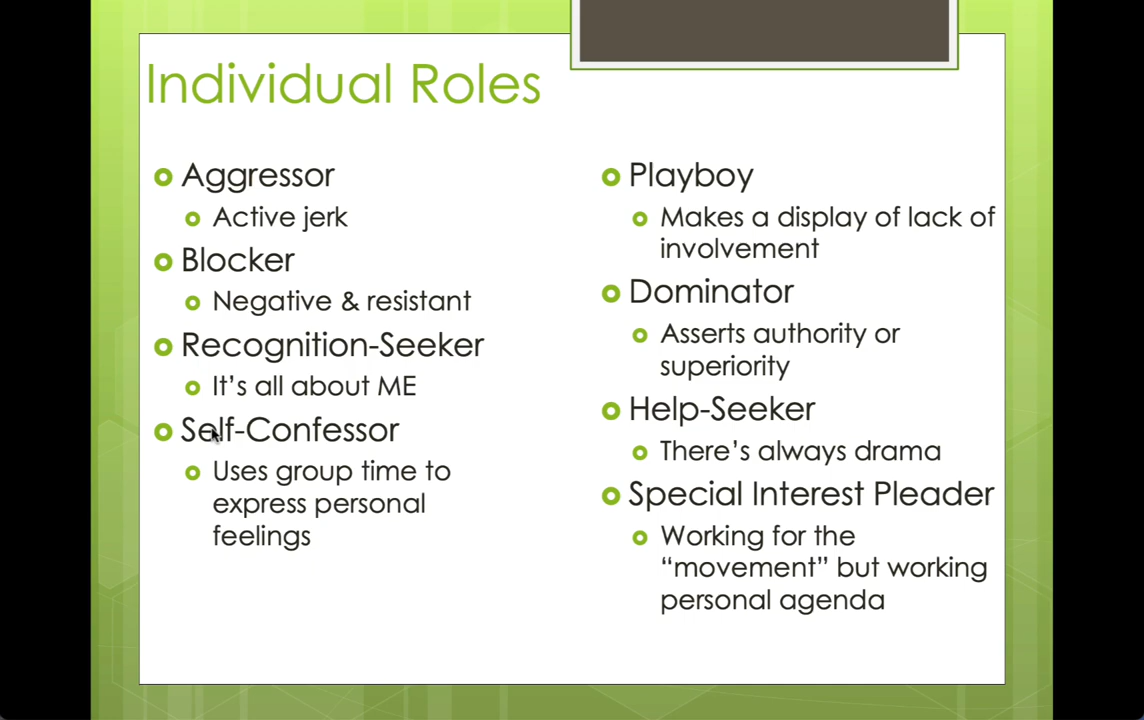 Individual Roles
Aggressor
Active jerk
Blocker
Negative & resistant
Recognition-Seeker
It’s all about ME
Self-Confessor
Uses group time to
express personal
feelings
Playboy
Makes a display of lack of
involvement
Dominator
Asserts authority or
superiority
Help-Seeker
There’s always drama
Special Interest Pleader
Working for the
“movement” but working
personal agenda